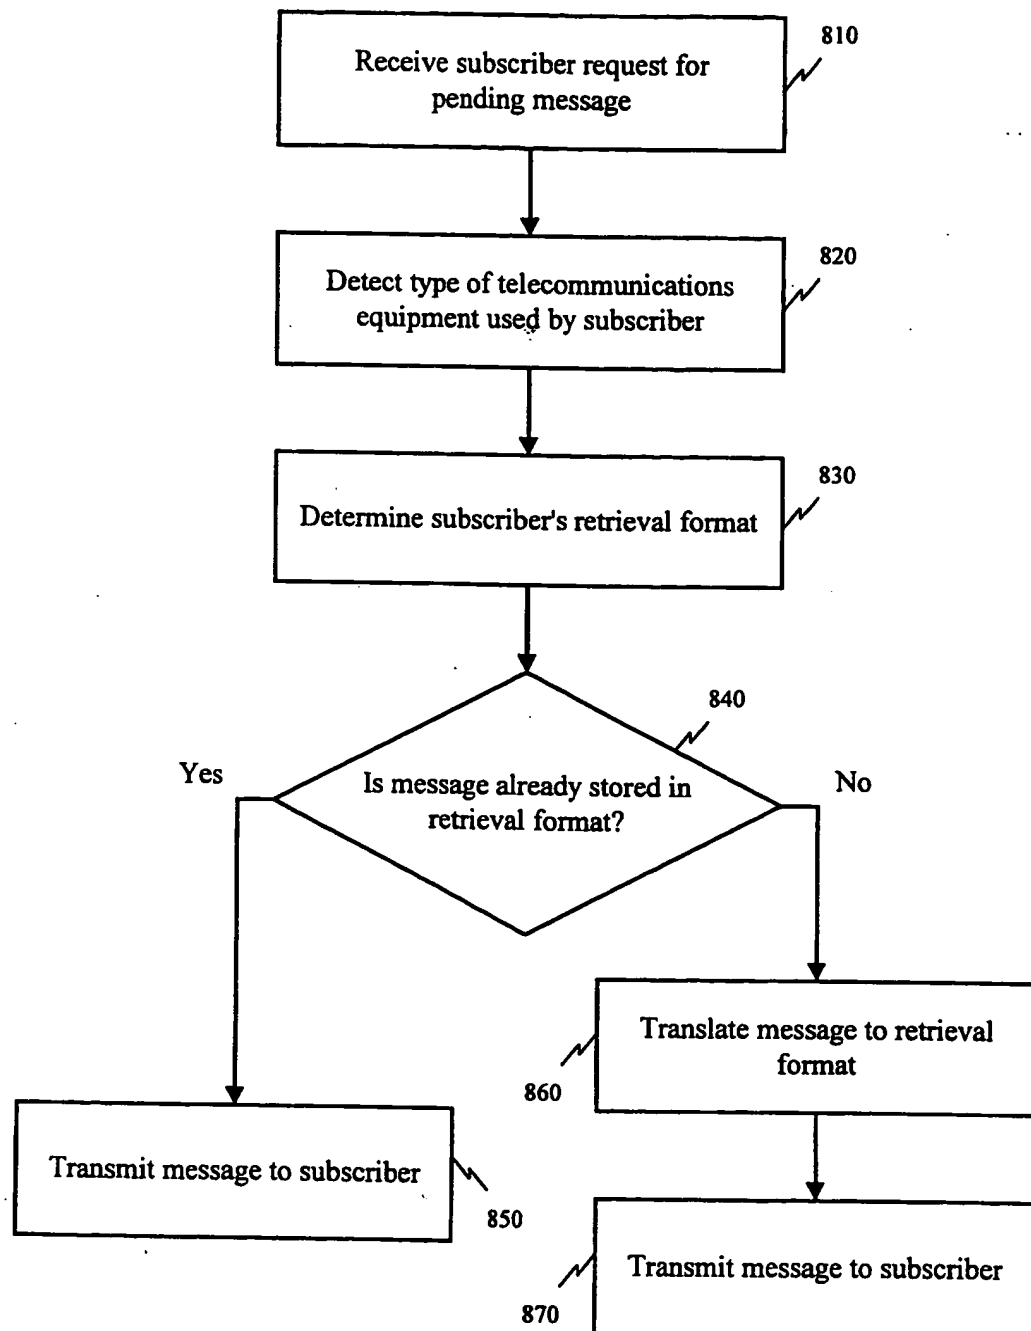 810
Receive subscriber request for
pending message
820
Detect type of telecommunications
equipment used by subscriber
830
Determine subscriber's retrieval format
840
Yes
Is message already stored in
retrieval format?
No
Translate message to retrieval
format
860
Transmit message to subscriber
850
Transmit message to subscriber
870